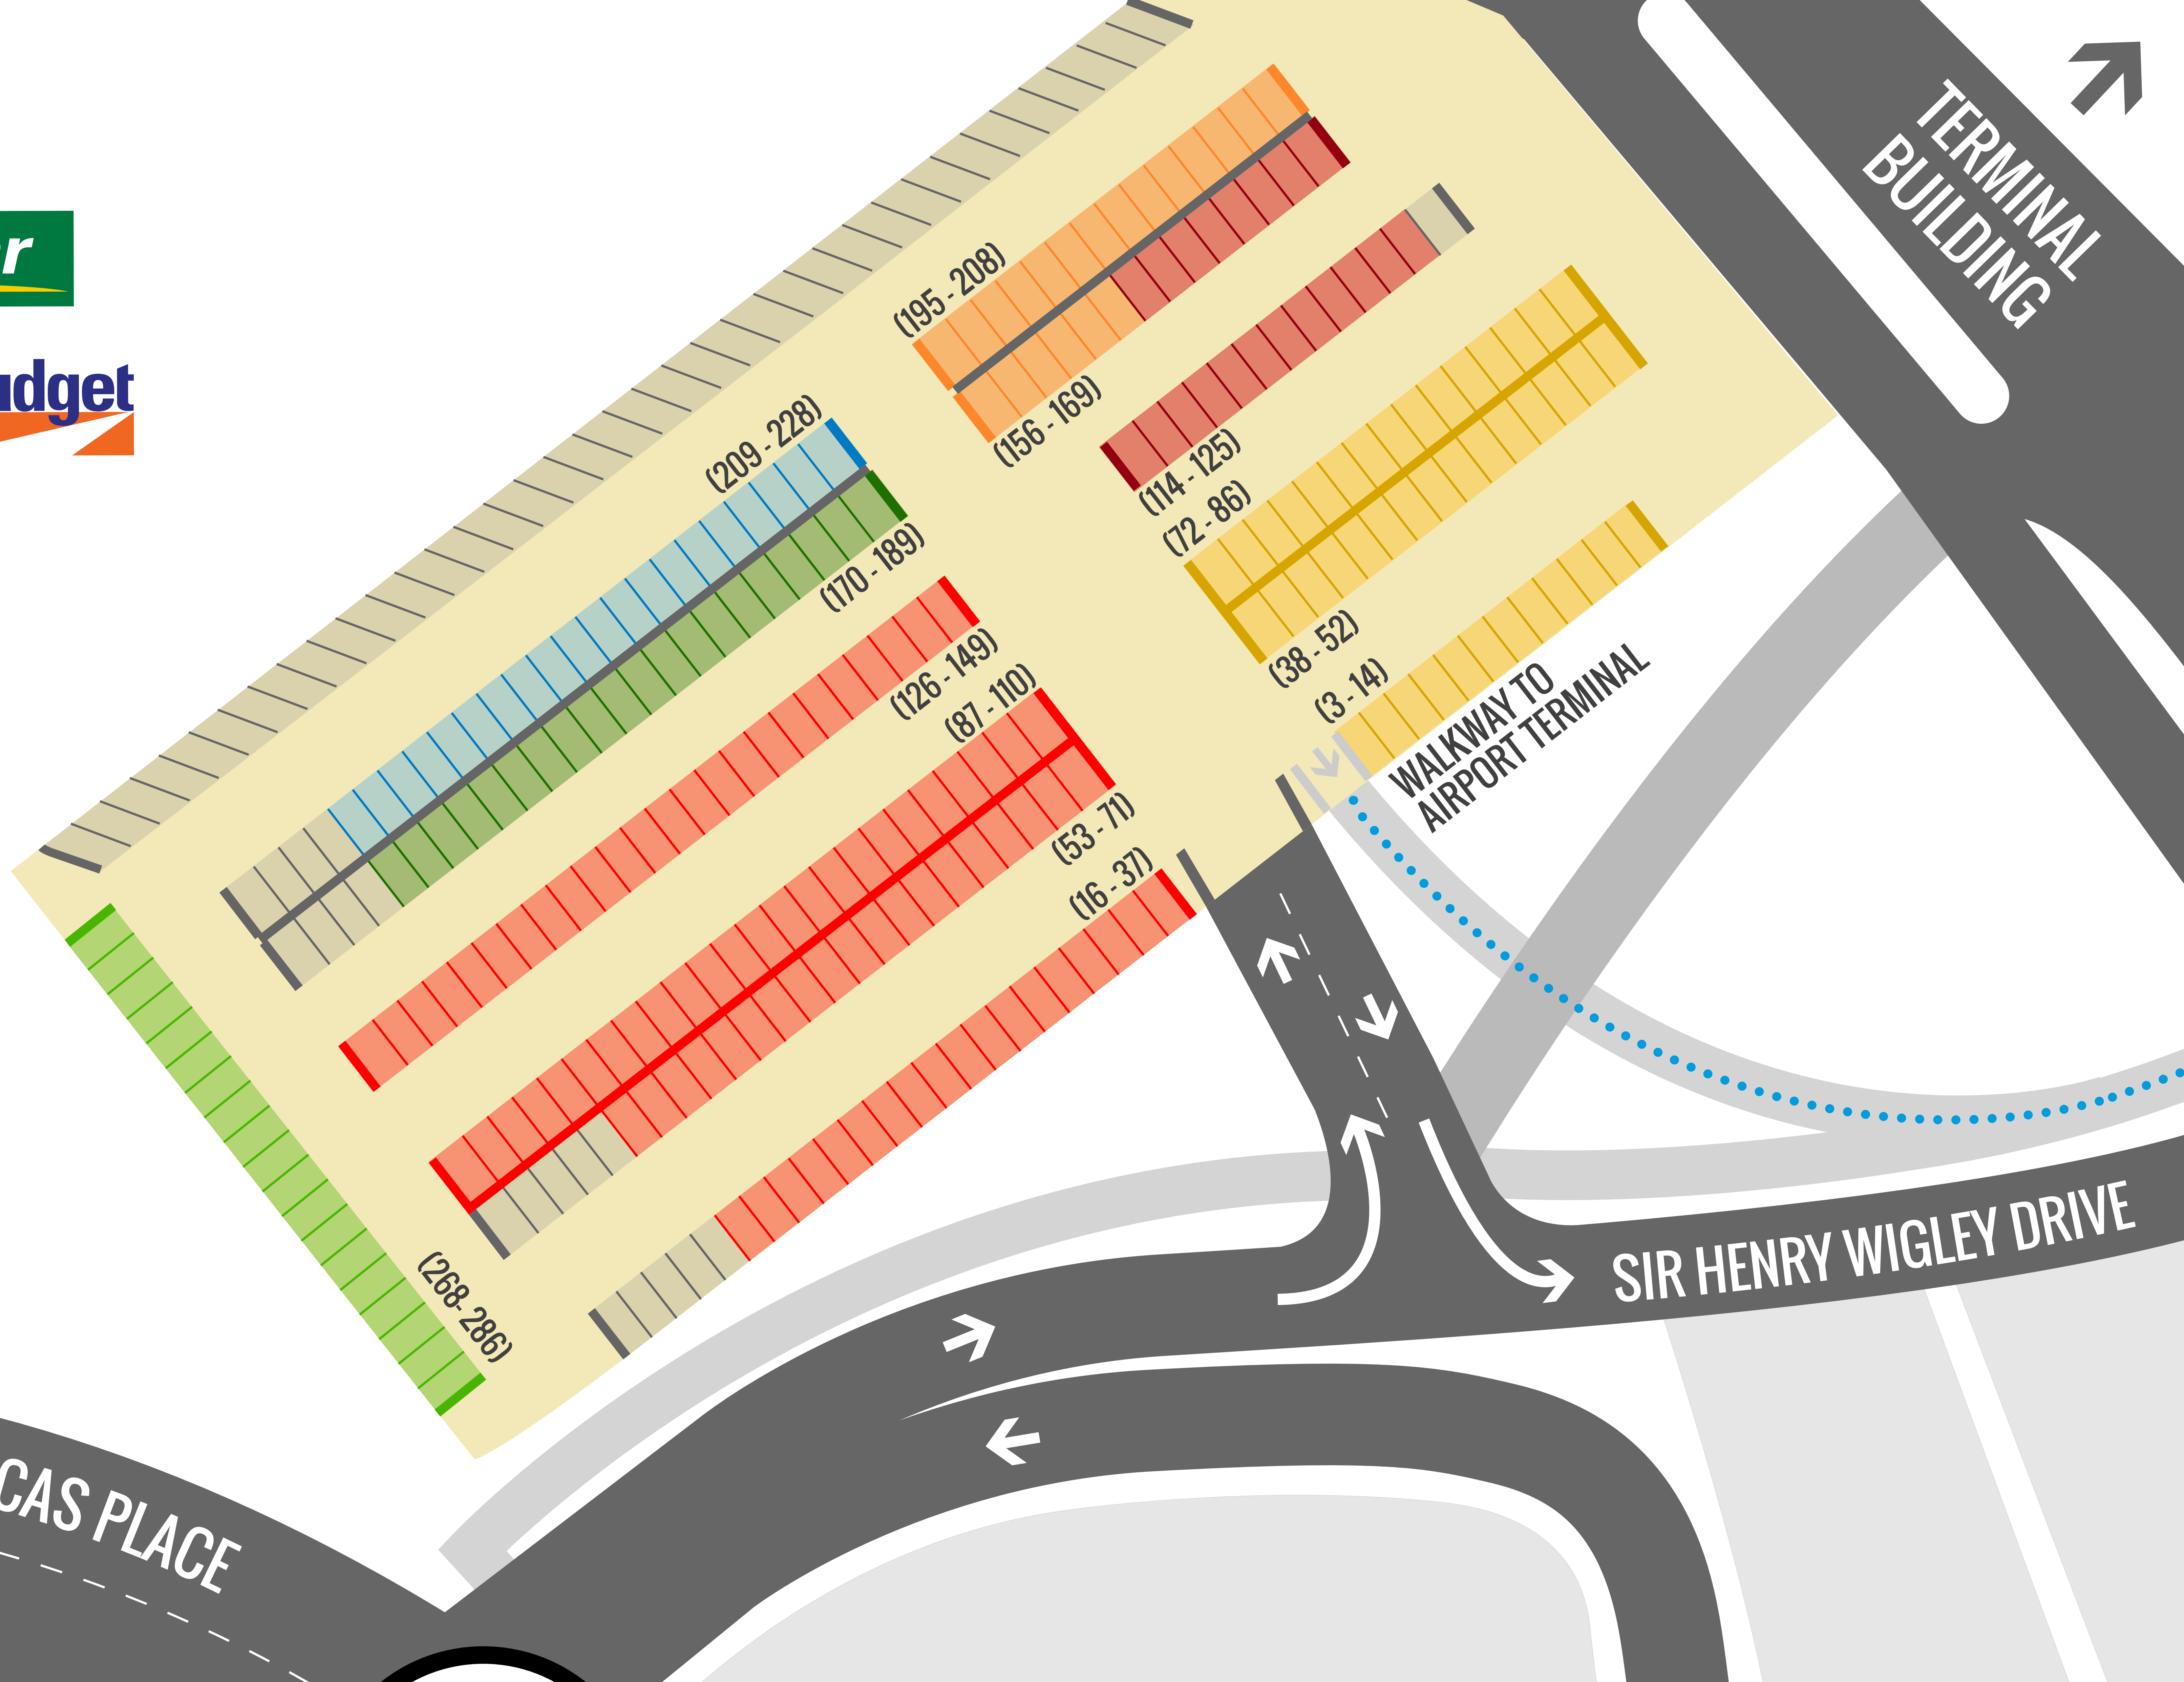 r
udget
(195 - 208)
(209 - 228)
(156 - 169)
(170 - 189)
(114 - 125)
(72 - 86)
(126 - 149)
(87 - 110)
(38 - 52)
(3 - 14)
(53 - 71)
(16 - 37)
(268- 286)
WALKWAY TO
AIRPORT TERMINAL
TERMINAL
BUILDING
SIR HENRY WIGLEY DRIVE
CAS PLACE